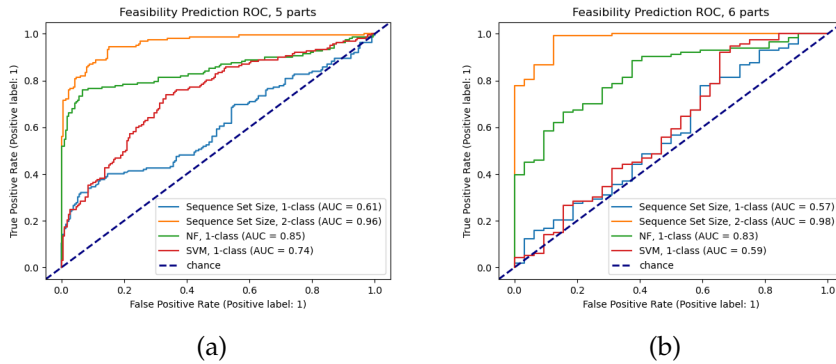 Feasibility Prediction ROC, 5 parts
True Positive Rate (Positive label: 1)
1.0
0.8
0.6
0.4
0.2
0.0
Sequence Set Size, 1-class (AUC = 0.61)
Sequence Set Size, 2-class (AUC = 0.96)
NF, 1-class (AUC = 0.85)
SVM, 1-class (AUC = 0.74)
chance
0.0 0.2 0.4 0.6 0.8 1.0
False Positive Rate (Positive label: 1)
(a)
Feasibility Prediction ROC, 6 parts
True Positive Rate (Positive label: 1)
1.0
0.8
0.6
0.4
0.2
0.0
Sequence Set Size, 1-class (AUC = 0.57)
Sequence Set Size, 2-class (AUC = 0.98)
NF, 1-class (AUC = 0.83)
SVM, 1-class (AUC = 0.59)
chance
0.0 0.2 0.4 0.6 0.8 1.0
False Positive Rate (Positive label: 1)
(b)